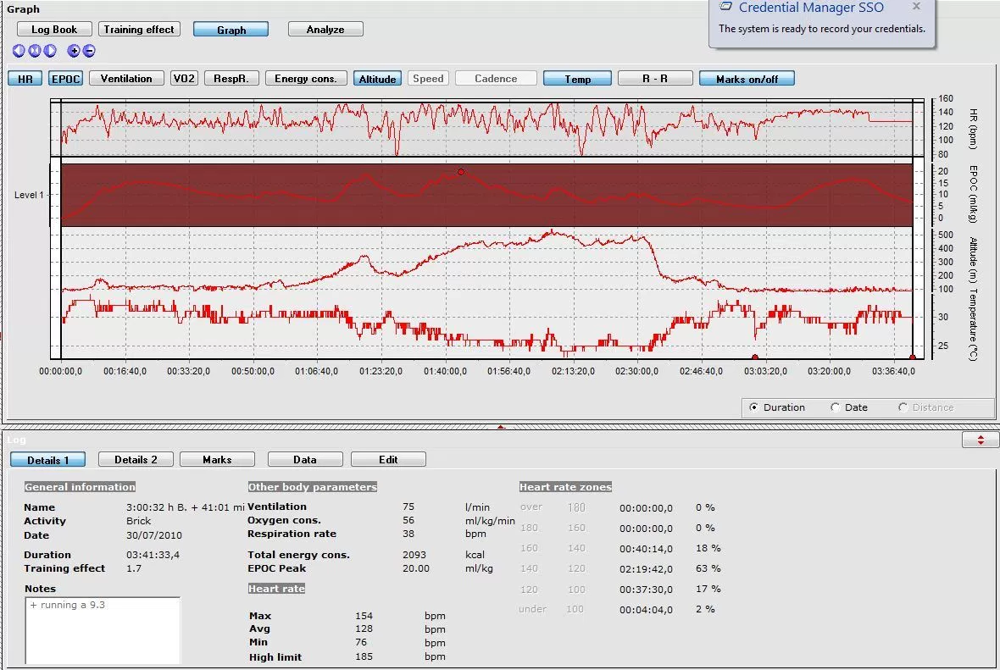 Graph
Credential Manager SSO X
The system is ready to record your credentials.
Log Book Training effect Graph Analyze
HR EPOC Ventilation VO2 RespR. Energy cons. Altitude Speed Cadence Temp R - R Marks on/off
160
140
120
100
80
HR (bpm)
Level 1
20
15
10
5
0
EPOC (ml/kg)
500
400
300
200
100
Altitude (m)
30
25
Temperature (°C)
00:00:00,0 00:16:40,0 00:33:20,0 00:50:00,0 01:06:40,0 01:23:20,0 01:40:00,0 01:56:40,0 02:13:20,0 02:30:00,0 02:46:40,0 03:03:20,0 03:20:00,0 03:36:40,0
Duration Date Distance
Log
Details 1 Details 2 Marks Data Edit
General information Other body parameters Heart rate zones
Name 3:00:32 h B. + 41:01 mi Ventilation 75 l/min over 180 00:00:00,0 0 %
Activity Brick Oxygen cons. 56 ml/kg/min 180 160 00:00:00,0 0 %
Date 30/07/2010 Respiration rate 38 bpm
Duration 03:41:33,4 Total energy cons. 2093 kcal 160 140 00:40:14,0 18 %
Training effect 1.7 EPOC Peak 20.00 ml/kg 140 120 02:19:42,0 63 %
Notes Heart rate 120 100 00:37:30,0 17 %
+ running a 9.3 under 100 00:04:04,0 2 %
Max 154 bpm
Avg 128 bpm
Min 76 bpm
High limit 185 bpm